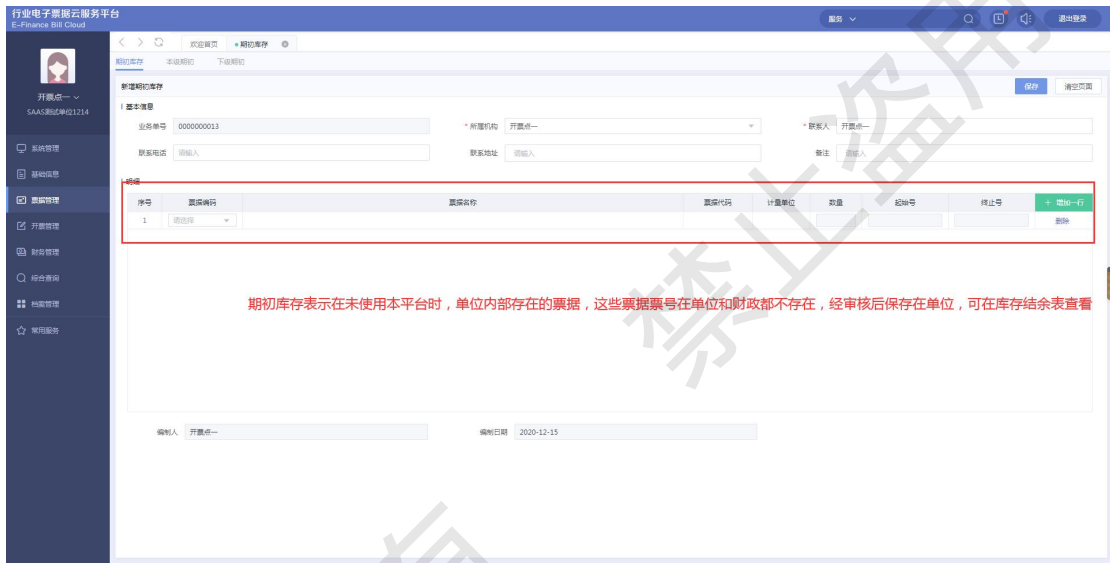 行业电子票据云服务平台
E-Finance Bill Cloud
服务
退出登录
开票点一
SAAS测试单位1214
系统管理
基础信息
票据管理
开票管理
财务管理
综合查询
档案管理
常用服务
欢迎首页 期初库存
期初库存 本级期初 下级期初
新增期初库存 保存 清空页面
基本信息
业务单号 0000000013 * 所属机构 开票点一 * 联系人 开票点一
联系电话 请输入 联系地址 请输入 备注 请输入
明细
序号 票据编码 票据名称 票据代码 计量单位 数量 起始号 终止号 + 增加一行
1 请选择 删除
期初库存表示在未使用本平台时，单位内部存在的票据，这些票据票号在单位和财政都不存在，经审核后保存在单位，可在库存结余表查看
编制人 开票点一 编制日期 2020-12-15
禁止盗用